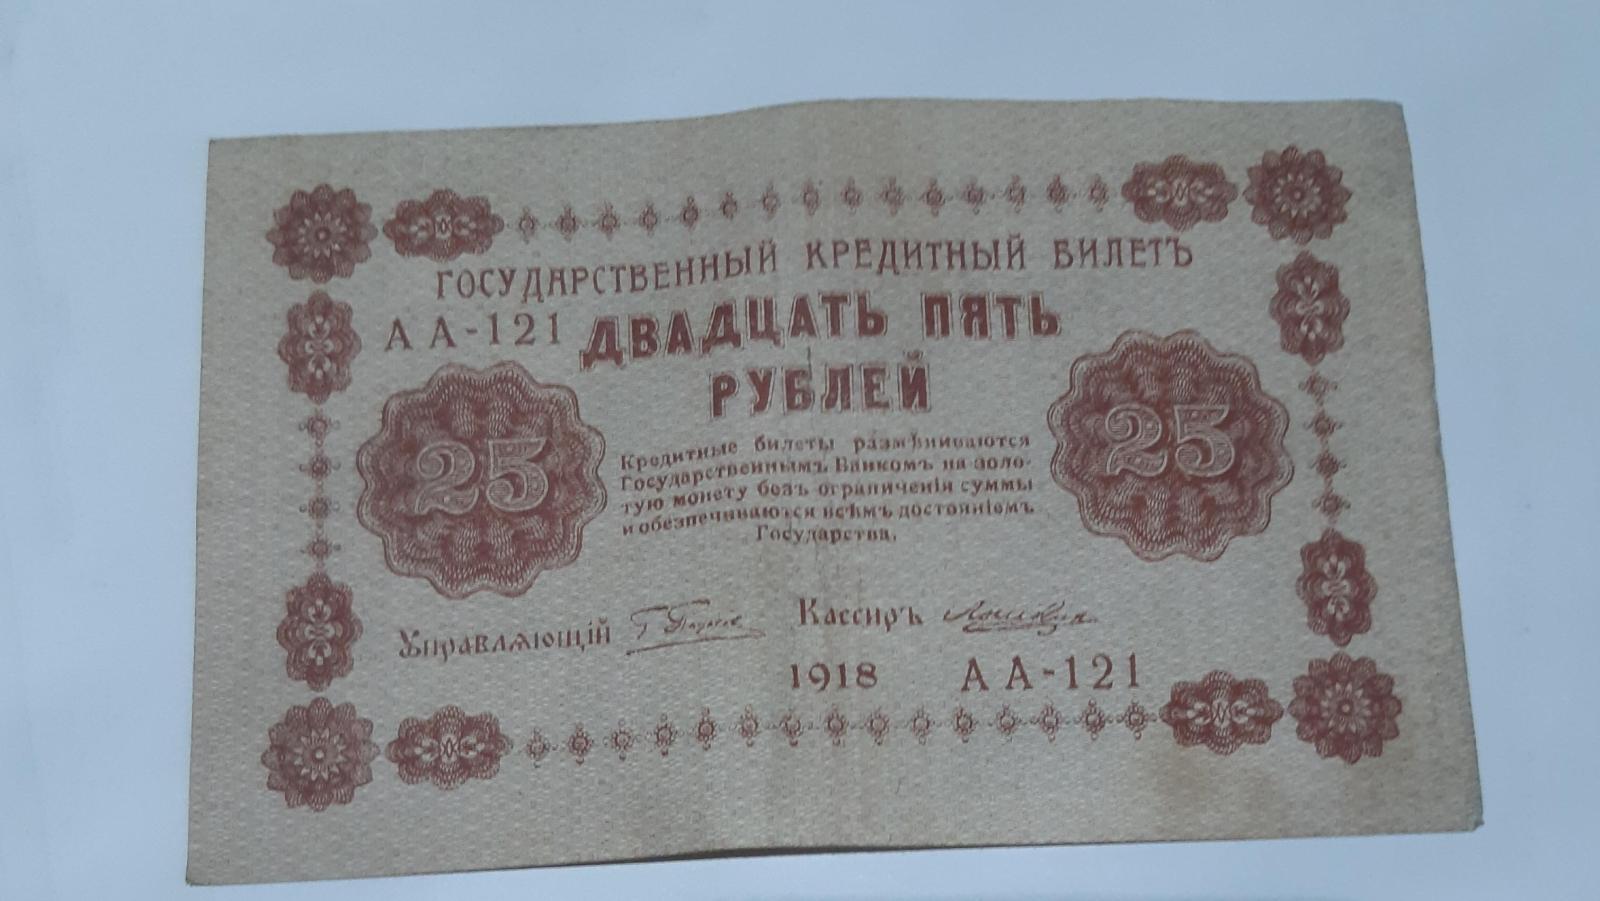 ГОСУДАРСТВЕННЫЙ КРЕДИТНЫЙ БИЛЕТЪ
АА-121 ДВАДЦАТЬ ПЯТЬ
РУБЛЕЙ
25 25
Кредитные билеты размѣниваются
Государственнымъ Банкомъ на золо-
тую монету безъ ограниченія суммы
и обезпечиваются всѣмъ достояніемъ
Государства.
Управляющій Кассиръ
1918 АА-121